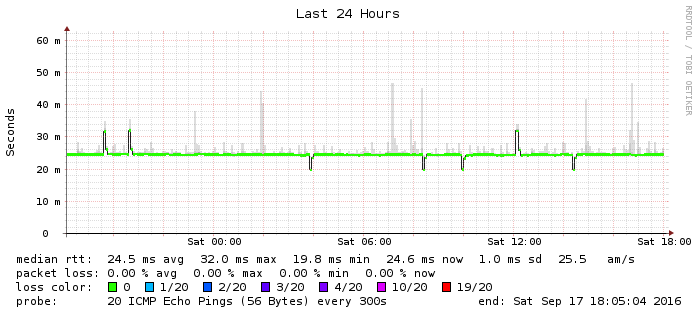 Last 24 Hours
RRDTOOL / TOBI OETIKER
Seconds
60 m
50 m
40 m
30 m
20 m
10 m
0
Sat 00:00 Sat 06:00 Sat 12:00 Sat 18:00
median rtt: 24.5 ms avg 32.0 ms max 19.8 ms min 24.6 ms now 1.0 ms sd 25.5 am/s
packet loss: 0.00 % avg 0.00 % max 0.00 % min 0.00 % now
loss color: 0 1/20 2/20 3/20 4/20 10/20 19/20
probe: 20 ICMP Echo Pings (56 Bytes) every 300s end: Sat Sep 17 18:05:04 2016